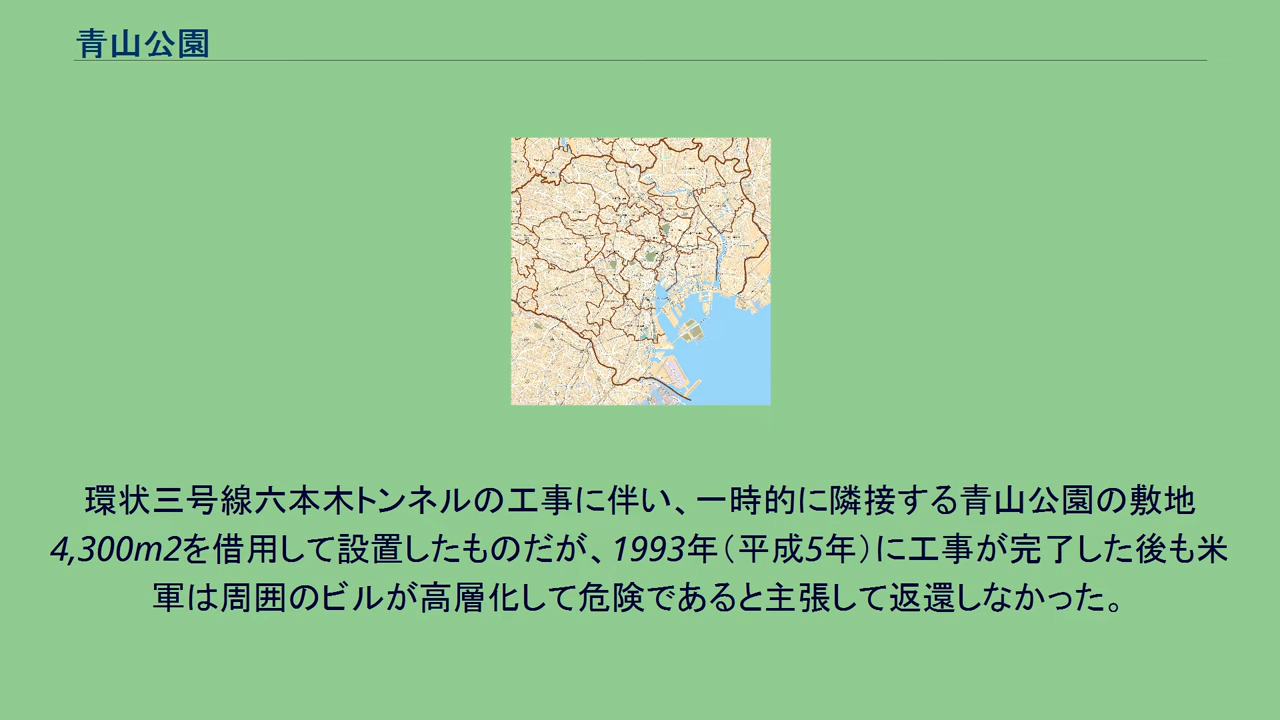 青山公園
環状三号線六本木トンネルの工事に伴い、一時的に隣接する青山公園の敷地
4,300m2を借用して設置したものだが、1993年（平成5年）に工事が完了した後も米
軍は周囲のビルが高層化して危険であると主張して返還しなかった。